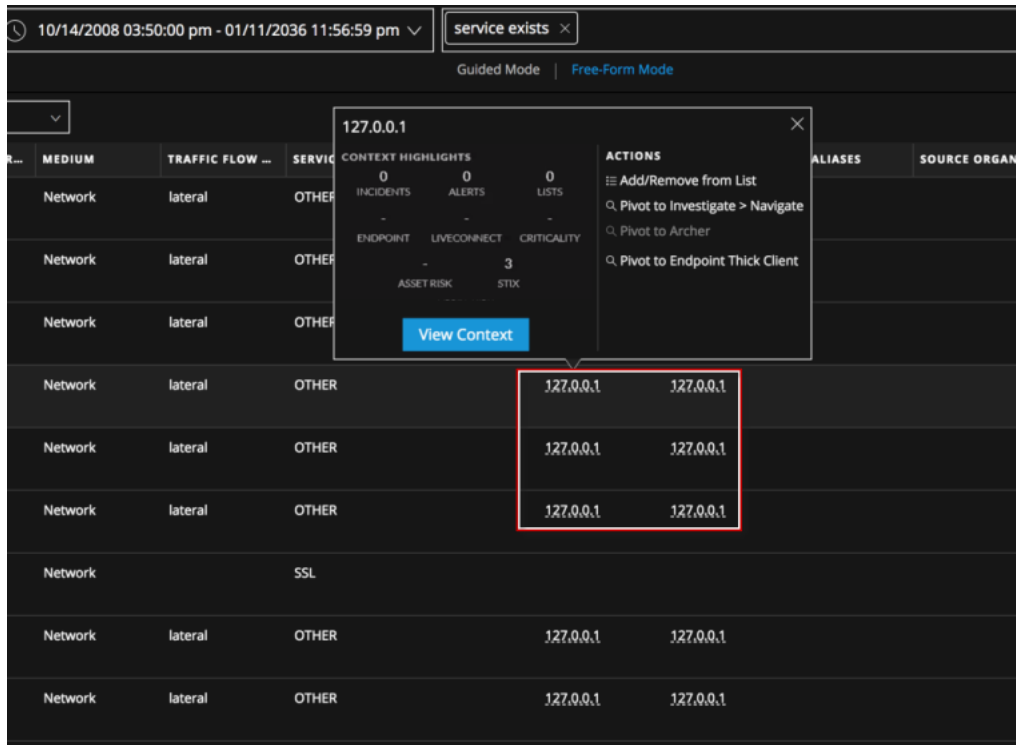 10/14/2008 03:50:00 pm - 01/11/2036 11:56:59 pm
service exists ×
Guided Mode | Free-Form Mode
127.0.0.1
CONTEXT HIGHLIGHTS
0 0 0
INCIDENTS ALERTS LISTS
- - -
ENDPOINT LIVECONNECT CRITICALITY
- 3
ASSET RISK STIX
View Context
ACTIONS
Add/Remove from List
Pivot to Investigate > Navigate
Pivot to Archer
Pivot to Endpoint Thick Client
R... MEDIUM TRAFFIC FLOW ... SERVIC ALIASES SOURCE ORGAN
Network lateral OTHER
Network lateral OTHER
Network lateral OTHER
Network lateral OTHER 127.0.0.1 127.0.0.1
Network lateral OTHER 127.0.0.1 127.0.0.1
Network lateral OTHER 127.0.0.1 127.0.0.1
Network SSL
Network lateral OTHER 127.0.0.1 127.0.0.1
Network lateral OTHER 127.0.0.1 127.0.0.1